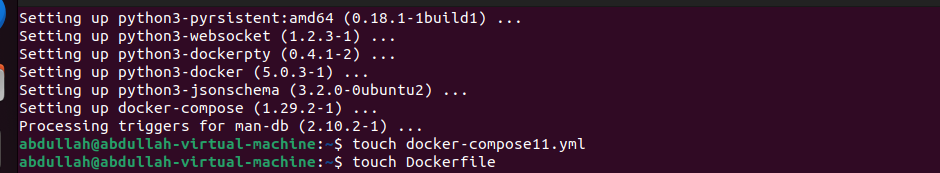 Setting up python3-pyrsistent:amd64 (0.18.1-1build1) ...
Setting up python3-websocket (1.2.3-1) ...
Setting up python3-dockerpty (0.4.1-2) ...
Setting up python3-docker (5.0.3-1) ...
Setting up python3-jsonschema (3.2.0-0ubuntu2) ...
Setting up docker-compose (1.29.2-1) ...
Processing triggers for man-db (2.10.2-1) ...
abdullah@abdullah-virtual-machine:~$ touch docker-compose11.yml
abdullah@abdullah-virtual-machine:~$ touch Dockerfile